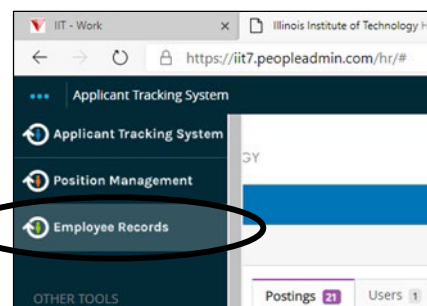 IIT - Work
Illinois Institute of Technology H
https://iit7.peopleadmin.com/hr/#
Applicant Tracking System
Applicant Tracking System
GY
Position Management
Employee Records
OTHER TOOLS
Postings 21 Users 1